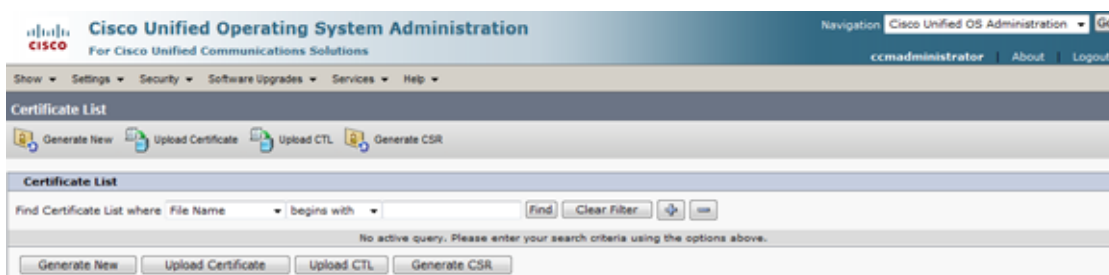 Cisco Unified Operating System Administration
CISCO For Cisco Unified Communications Solutions
Navigation Cisco Unified OS Administration
ccmadministrator | About | Logout
Show Settings Security Software Upgrades Services Help
Certificate List
Generate New Upload Certificate Upload CTL Generate CSR
Certificate List
Find Certificate List where File Name begins with Find Clear Filter
No active query. Please enter your search criteria using the options above.
Generate New Upload Certificate Upload CTL Generate CSR